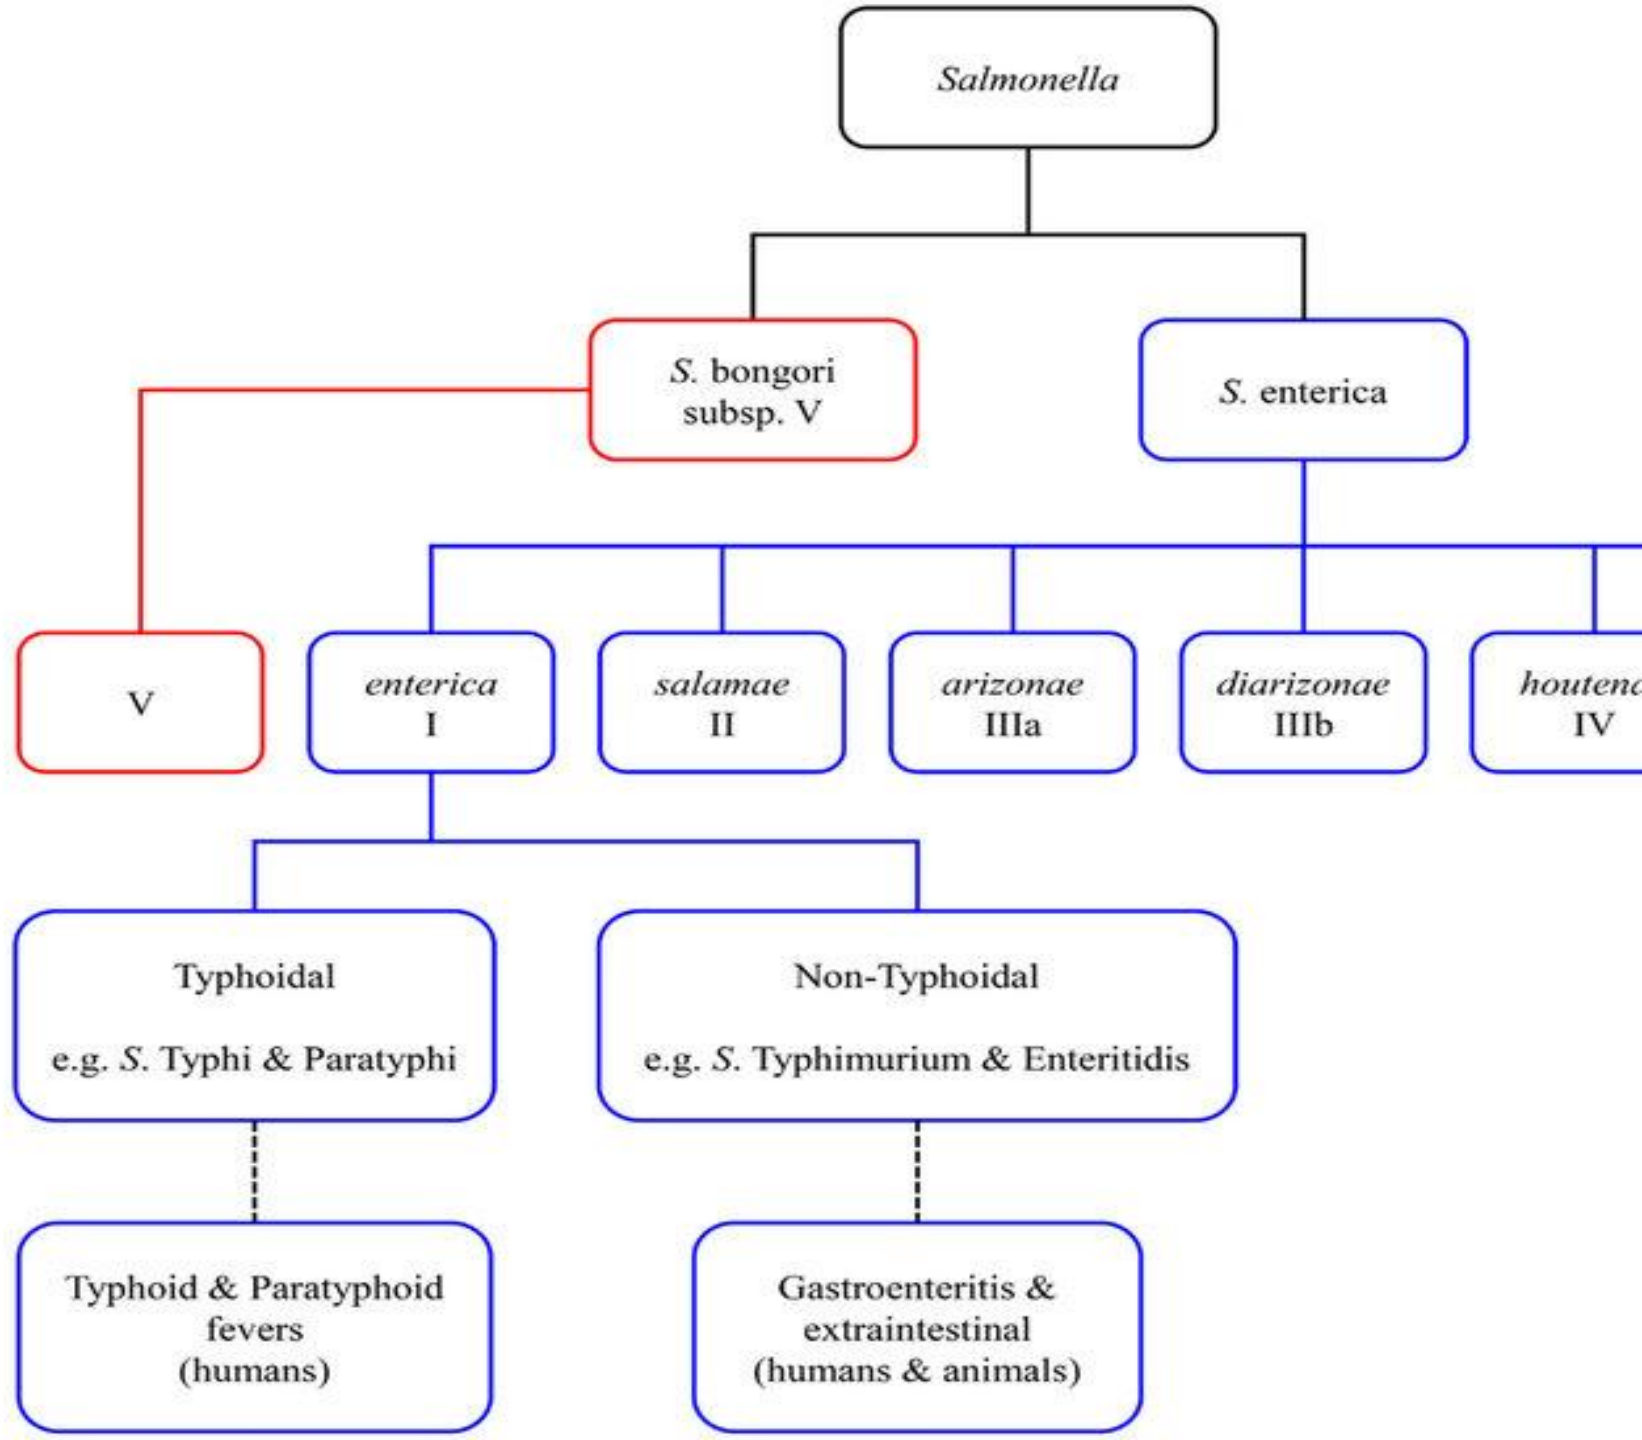 Salmonella
S. bongori
subsp. V
S. enterica
V
enterica
I
salamae
II
arizonae
IIIa
diarizonae
IIIb
IV
Typhoidal
e.g. S. Typhi & Paratyphi
Non-Typhoidal
e.g. S. Typhimurium & Enteritidis
Typhoid & Paratyphoid
fevers
(humans)
Gastroenteritis &
extraintestinal
(humans & animals)